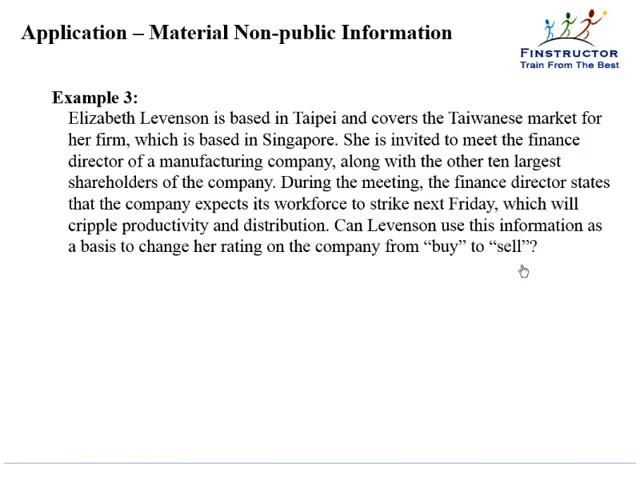 Application – Material Non-public Information
FINSTRUCTOR
Train From The Best
Example 3:
Elizabeth Levenson is based in Taipei and covers the Taiwanese market for
her firm, which is based in Singapore. She is invited to meet the finance
director of a manufacturing company, along with the other ten largest
shareholders of the company. During the meeting, the finance director states
that the company expects its workforce to strike next Friday, which will
cripple productivity and distribution. Can Levenson use this information as
a basis to change her rating on the company from “buy” to “sell”?